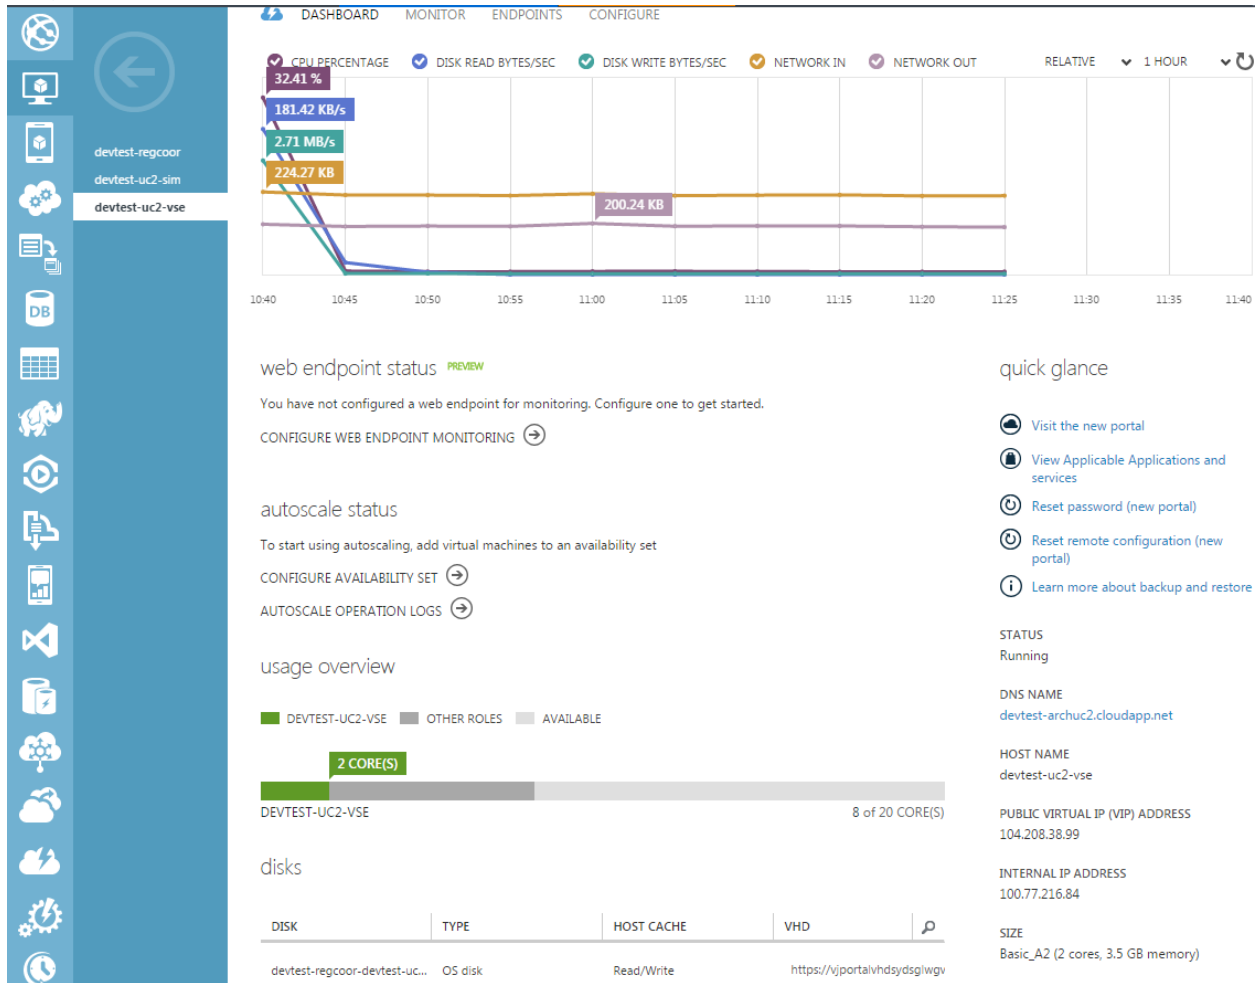 DASHBOARD MONITOR ENDPOINTS CONFIGURE
CPU PERCENTAGE DISK READ BYTES/SEC DISK WRITE BYTES/SEC NETWORK IN NETWORK OUT RELATIVE 1 HOUR
32.41 %
181.42 KB/s
2.71 MB/s
224.27 KB
200.24 KB
devtest-regcoor
devtest-uc2-sim
devtest-uc2-vse
10:40 10:45 10:50 10:55 11:00 11:05 11:10 11:15 11:20 11:25 11:30 11:35 11:40
DB
web endpoint status PREVIEW
You have not configured a web endpoint for monitoring. Configure one to get started.
CONFIGURE WEB ENDPOINT MONITORING
autoscale status
To start using autoscaling, add virtual machines to an availability set
CONFIGURE AVAILABILITY SET
AUTOSCALE OPERATION LOGS
usage overview
DEVTEST-UC2-VSE OTHER ROLES AVAILABLE
2 CORE(S)
DEVTEST-UC2-VSE 8 of 20 CORE(S)
disks
DISK TYPE HOST CACHE VHD
devtest-regcoor-devtest-uc... OS disk Read/Write https://vjportalvhdsydsglwgv
quick glance
Visit the new portal
View Applicable Applications and
services
Reset password (new portal)
Reset remote configuration (new
portal)
Learn more about backup and restore
STATUS
Running
DNS NAME
devtest-archuc2.cloudapp.net
HOST NAME
devtest-uc2-vse
PUBLIC VIRTUAL IP (VIP) ADDRESS
104.208.38.99
INTERNAL IP ADDRESS
100.77.216.84
SIZE
Basic_A2 (2 cores, 3.5 GB memory)